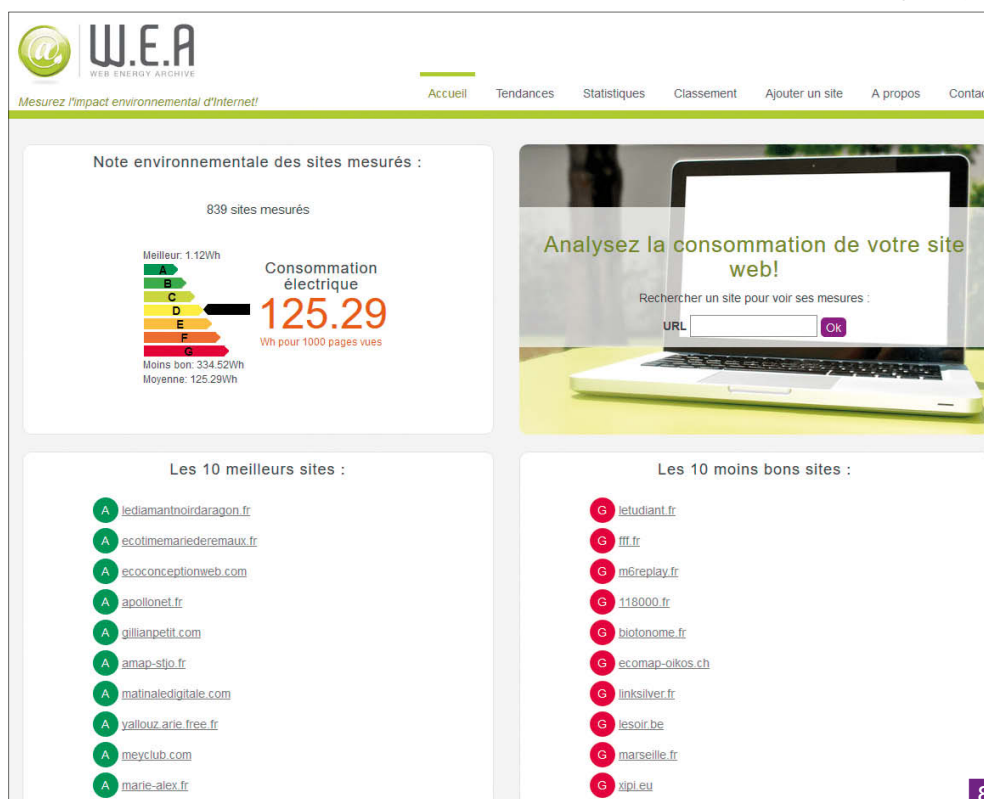 @
W.E.A
WEB ENERGY ARCHIVE
Mesurez l'impact environnemental d'Internet!
Accueil Tendances Statistiques Classement Ajouter un site A propos Contac
Note environnementale des sites mesurés :
839 sites mesurés
Meilleur: 1.12Wh
A
B
C
D
E
F
G
Moins bon: 334.52Wh
Moyenne: 125.29Wh
Consommation
électrique
125.29
Wh pour 1000 pages vues
Analysez la consommation de votre site
web!
Rechercher un site pour voir ses mesures :
URL Ok
Les 10 meilleurs sites :
A lediamantnoirdaragon.fr
A ecotimemariederemaux.fr
A ecoconceptionweb.com
A apollonet.fr
A gillianpetit.com
A amap-stjo.fr
A matinaledigitale.com
A yallouz.arie.free.fr
A meyclub.com
A marie-alex.fr
Les 10 moins bons sites :
G letudiant.fr
G fff.fr
G m6replay.fr
G 118000.fr
G biotonome.fr
G ecomap-oikos.ch
G linksilver.fr
G lesoir.be
G marseille.fr
G xipi.eu